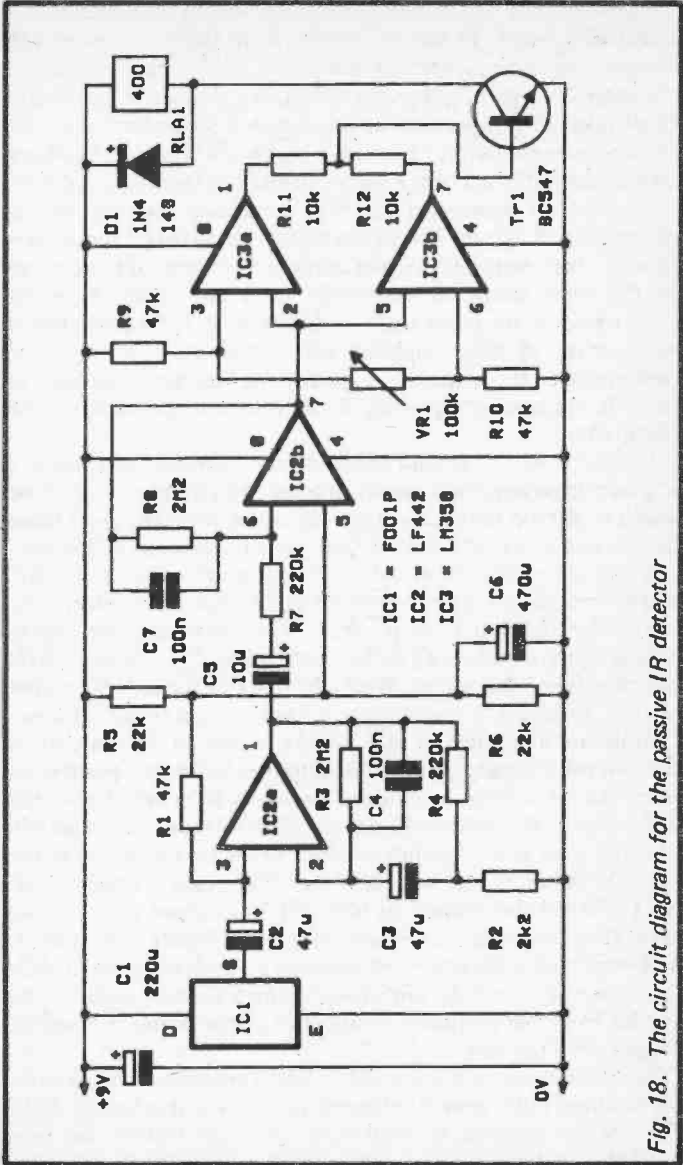 +9V
C1
220u
D
IC1
S
E
0V
C2
47u
R1 47k
2
IC2a
1
C3
47u
R2
2k2
R3 2M2
C4 100n
R4 220k
R5
22k
C5
10u
R6
22k
C7
100n
R8
2M2
R7 220k
6
5
IC2b
8
7
4
IC1 = F001P
IC2 = LF442
IC3 = LM358
C6
470u
R9
47k
VR1
100k
R10
47k
3
2
IC3a
8
1
R11
10k
R12
10k
5
6
IC3b
7
4
D1
1N4
148
RLA
400
Tr1
BC547
Fig. 18. The circuit diagram for the passive IR detector